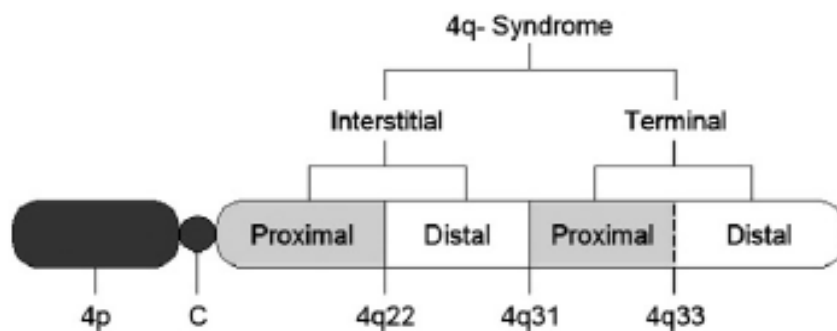 4q- Syndrome
Interstitial Terminal
Proximal Distal Proximal Distal
4p C 4q22 4q31 4q33